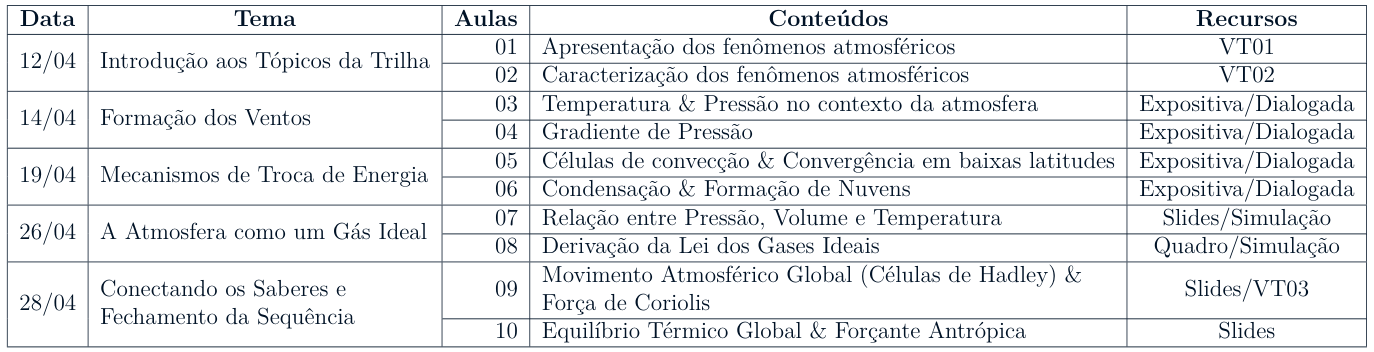 Data Tema Aulas Conteúdos Recursos
12/04 Introdução aos Tópicos da Trilha 01 Apresentação dos fenômenos atmosféricos VT01
02 Caracterização dos fenômenos atmosféricos VT02
14/04 Formação dos Ventos 03 Temperatura & Pressão no contexto da atmosfera Expositiva/Dialogada
04 Gradiente de Pressão Expositiva/Dialogada
19/04 Mecanismos de Troca de Energia 05 Células de convecção & Convergência em baixas latitudes Expositiva/Dialogada
06 Condensação & Formação de Nuvens Expositiva/Dialogada
26/04 A Atmosfera como um Gás Ideal 07 Relação entre Pressão, Volume e Temperatura Slides/Simulação
08 Derivação da Lei dos Gases Ideais Quadro/Simulação
28/04 Conectando os Saberes e
Fechamento da Sequência 09 Movimento Atmosférico Global (Células de Hadley) &
Força de Coriolis Slides/VT03
10 Equilíbrio Térmico Global & Forçante Antrópica Slides